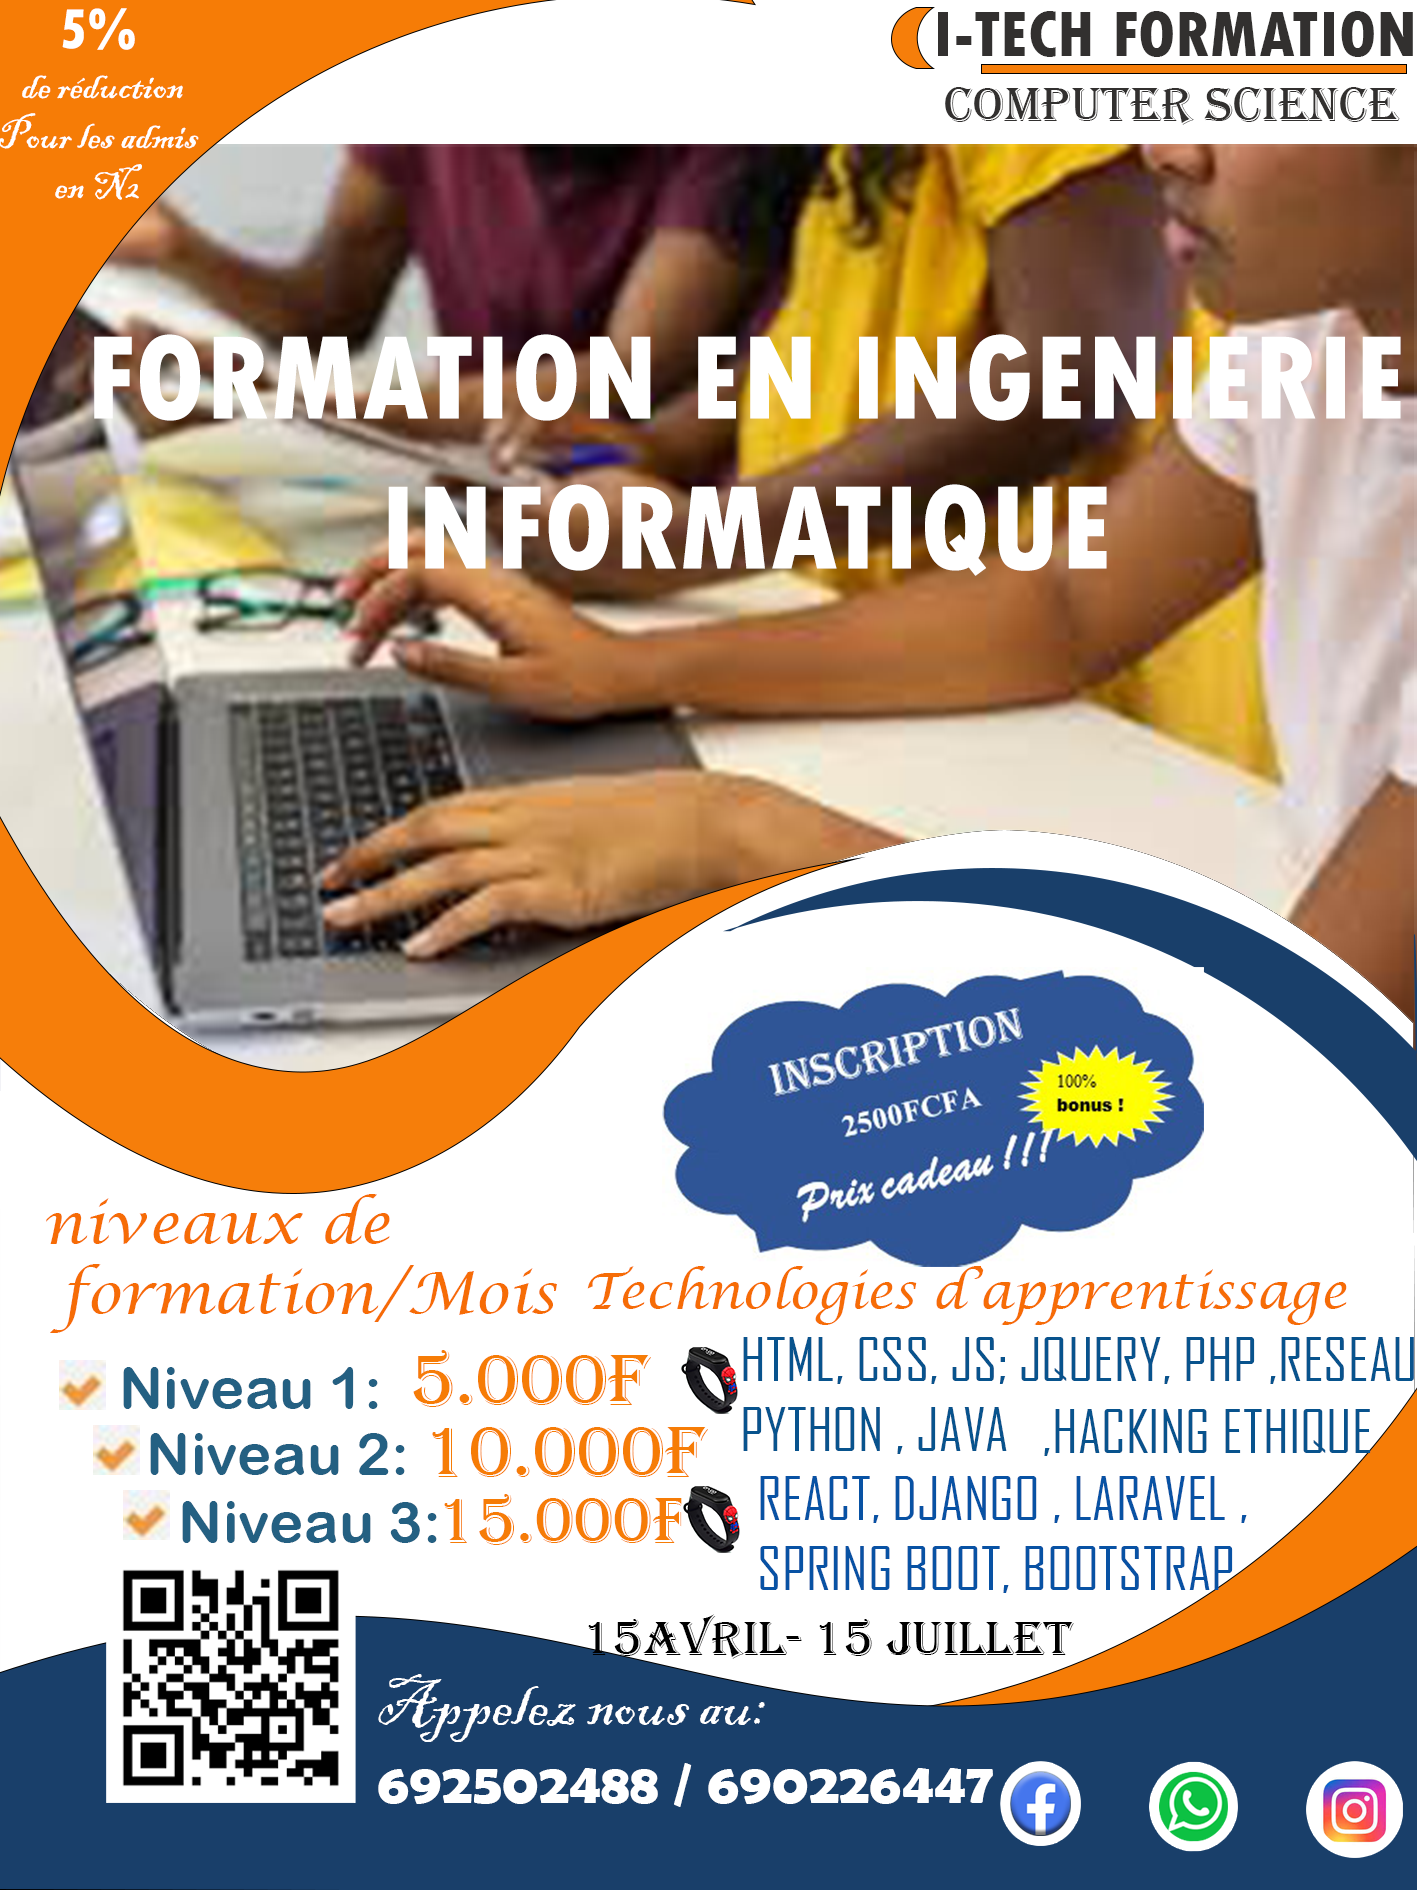 5%
de réduction
Pour les admis
en N2
I-TECH FORMATION
COMPUTER SCIENCE
FORMATION EN INGENIERIE
INFORMATIQUE
INSCRIPTION
2500FCFA
100%
bonus !
Prix cadeau !!!
niveaux de
formation/Mois
Technologies d'apprentissage
Niveau 1: 5.000F
Niveau 2: 10.000F
Niveau 3:15.000F
HTML, CSS, JS; JQUERY, PHP ,RESEAU
PYTHON , JAVA ,HACKING ETHIQUE
REACT, DJANGO , LARAVEL ,
SPRING BOOT, BOOTSTRAP
15AVRIL- 15 JUILLET
Appelez nous au:
692502488 / 690226447